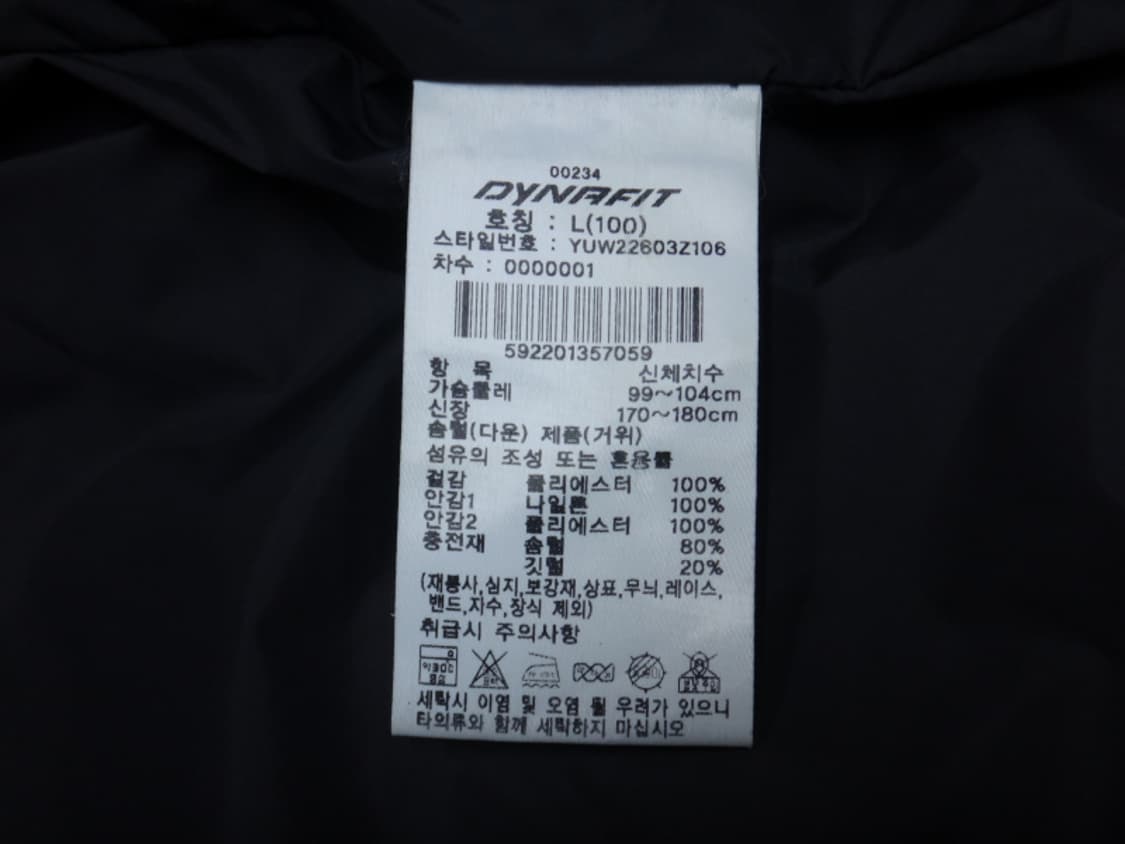 00234
DYNAFIT
호칭 : L(100)
스타일번호 : YUW22603Z106
차수 : 0000001
592201357059
항 목 신체치수
가슴둘레 99~104cm
신장 170~180cm
솜털(다운) 제품(거위)
섬유의 조성 또는 혼용률
겉감 폴리에스터 100%
안감1 나일론 100%
안감2 폴리에스터 100%
충전재 솜털 80%
깃털 20%
(재봉사,심지,보강재,상표,무늬,레이스,
밴드,자수,장식 제외)
취급시 주의사항
세탁시 이염 및 오염 될 우려가 있으니
타의류와 함께 세탁하지 마십시오